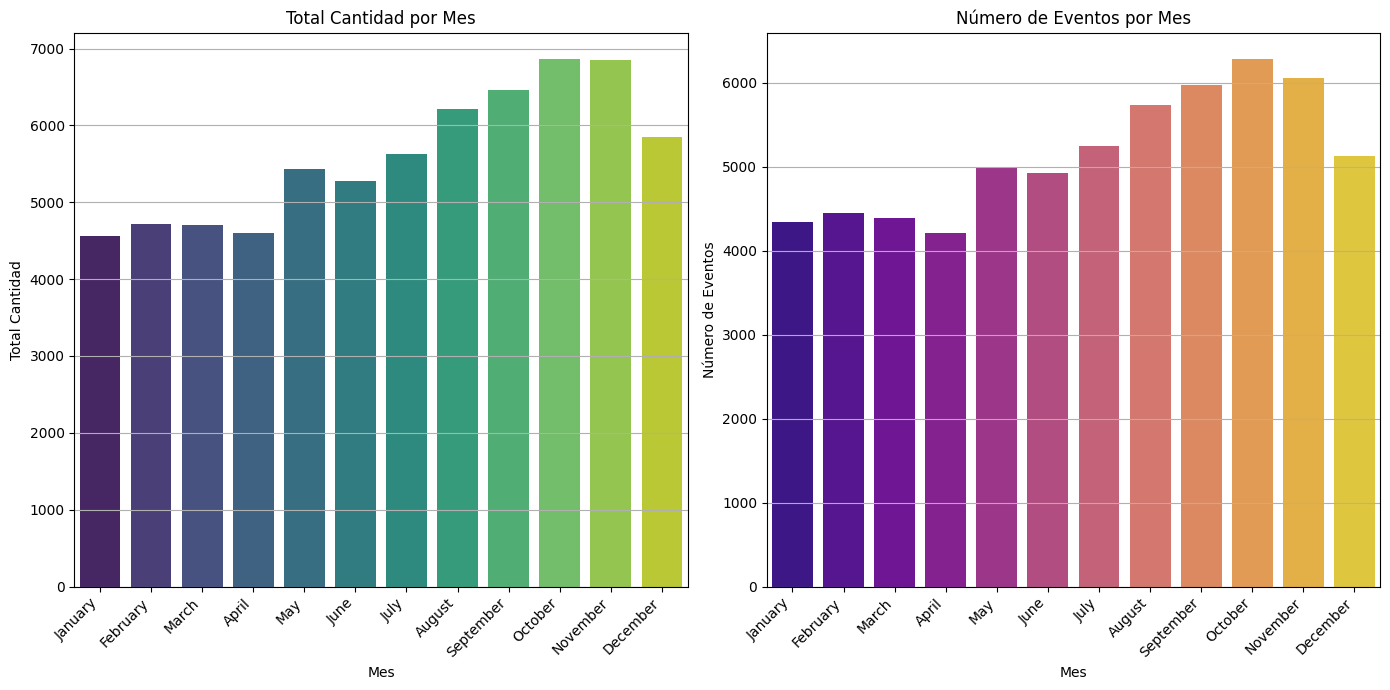 Total Cantidad por Mes
Total Cantidad
7000
6000
5000
4000
3000
2000
1000
0
January
February
March
April
May
June
July
August
September
October
November
December
Mes
Número de Eventos por Mes
Número de Eventos
6000
5000
4000
3000
2000
1000
0
January
February
March
April
May
June
July
August
September
October
November
December
Mes